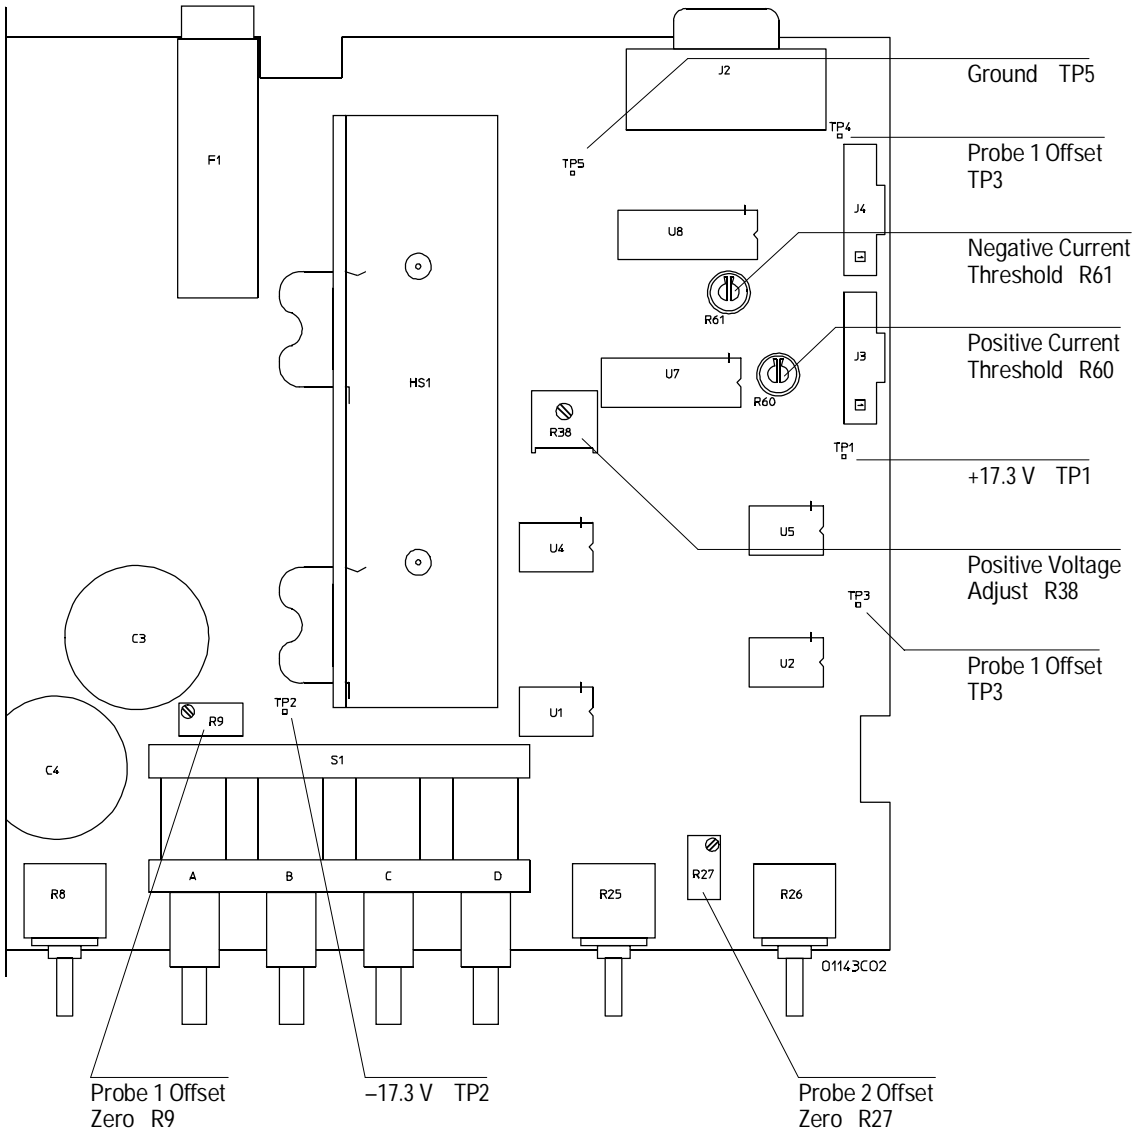 J2
Ground TP5
TP4
F1
TP5
Probe 1 Offset
TP3
J4
U8
Negative Current
Threshold R61
1
R61
Positive Current
Threshold R60
J3
U7
HS1
R60
1
R38
TP1
+17.3 V TP1
U5
U4
Positive Voltage
Adjust R38
TP3
C3
U2
Probe 1 Offset
TP3
TP2
R9
U1
S1
C4
A
B
C
D
R8
R25
R27
R26
01143C02
Probe 1 Offset
Zero R9
–17.3 V TP2
Probe 2 Offset
Zero R27